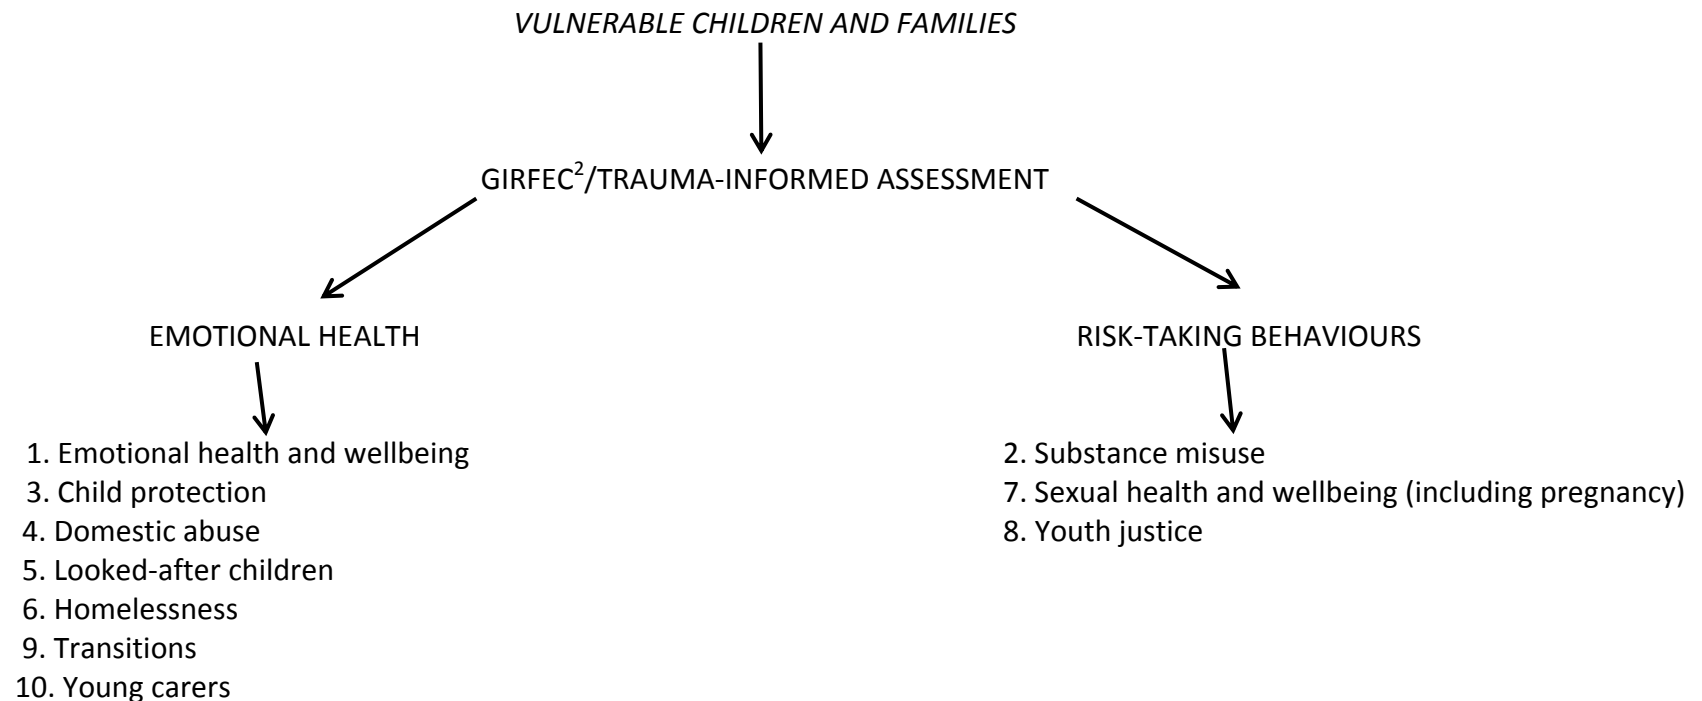 VULNERABLE CHILDREN AND FAMILIES
GIRFEC²/TRAUMA-INFORMED ASSESSMENT
EMOTIONAL HEALTH
1. Emotional health and wellbeing
3. Child protection
4. Domestic abuse
5. Looked-after children
6. Homelessness
9. Transitions
10. Young carers
RISK-TAKING BEHAVIOURS
2. Substance misuse
7. Sexual health and wellbeing (including pregnancy)
8. Youth justice